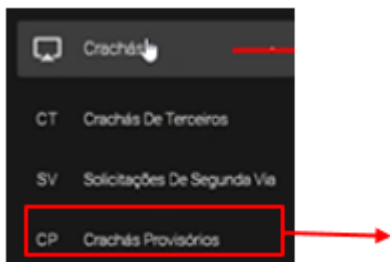 Crachás
CT Crachás De Terceiros
SV Solicitações De Segunda Via
CP Crachás Provisórios